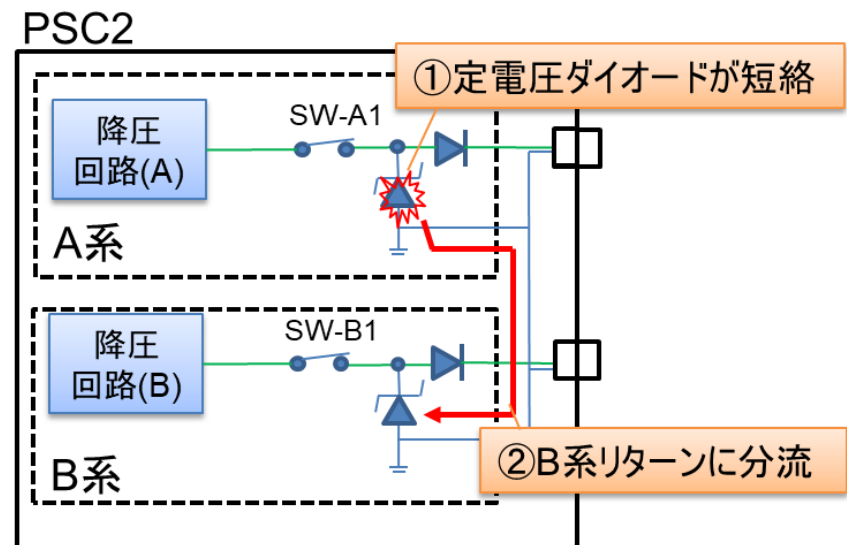 PSC2
①定電圧ダイオードが短絡
SW-A1
降圧
回路(A)
A系
SW-B1
降圧
回路(B)
B系
②B系リターンに分流